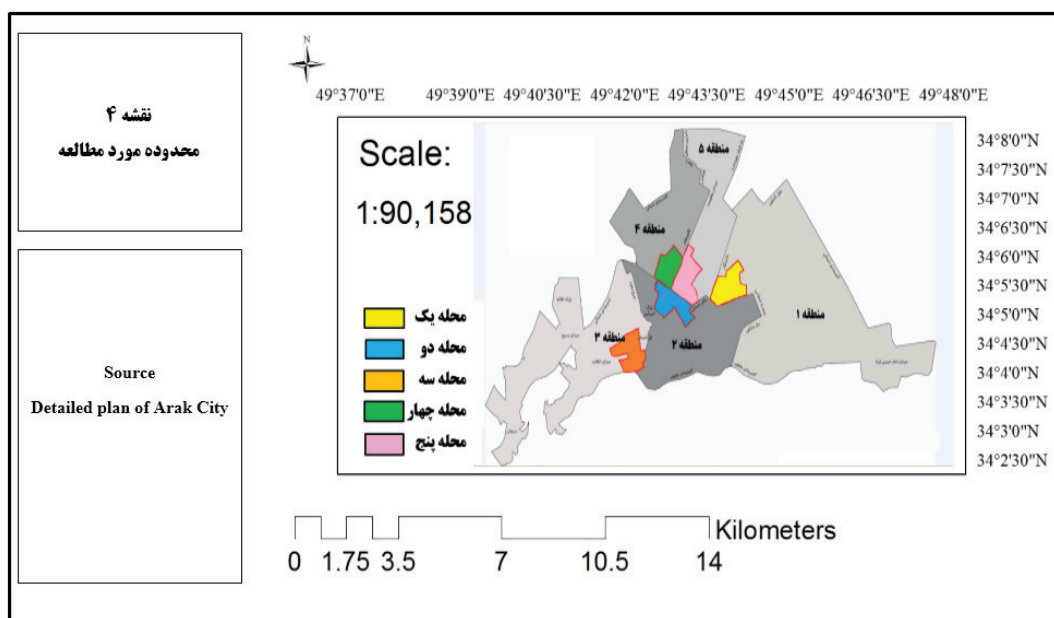 نقشه ۴
محدوده مورد مطالعه
Source
Detailed plan of Arak City
N
49°37'0"E 49°39'0"E 49°40'30"E 49°42'0"E 49°43'30"E 49°45'0"E 49°46'30"E 49°48'0"E
Scale:
1:90,158
34°8'0"N
34°7'30"N
34°7'0"N
34°6'30"N
34°6'0"N
34°5'30"N
34°5'0"N
34°4'30"N
34°4'0"N
34°3'30"N
34°3'0"N
34°2'30"N
منطقه ۵
منطقه ۴
منطقه ۱
منطقه ۳
منطقه ۲
محله یک
محله دو
محله سه
محله چهار
محله پنج
Kilometers
0 1.75 3.5 7 10.5 14